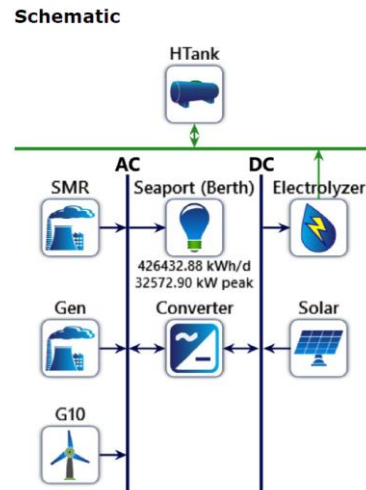 Schematic
HTank
AC
DC
SMR
Seaport (Berth)
Electrolyzer
426432.88 kWh/d
32572.90 kW peak
Gen
Converter
Solar
G10